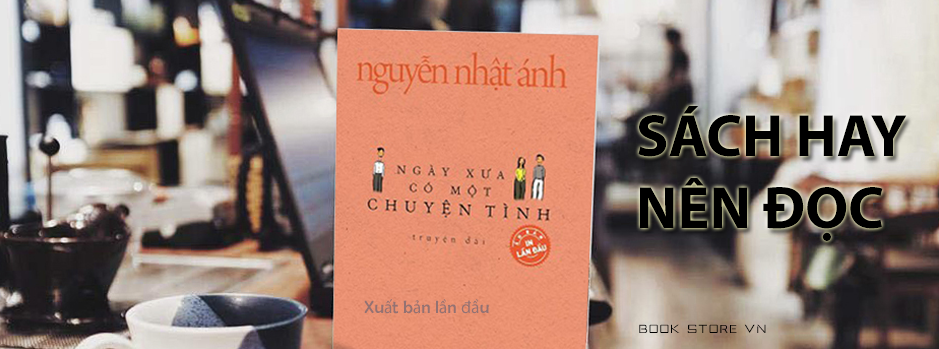 nguyễn nhật ánh
NGÀY XƯA
CÓ MỘT
CHUYỆN TÌNH
truyện dài
IN
LẦN ĐẦU
Xuất bản lần đầu
SÁCH HAY
NÊN ĐỌC
BOOK STORE VN